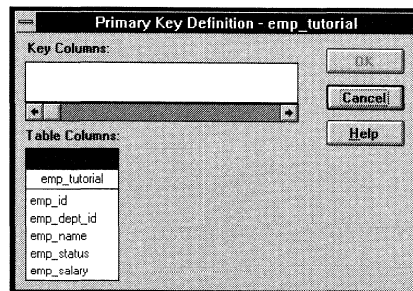 Primary Key Definition - emp_tutorial
Key Columns:
OK
Cancel
Help
Table Columns:
emp_tutorial
emp_id
emp_dept_id
emp_name
emp_status
emp_salary